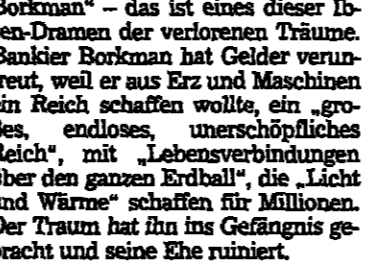 Borkman“ – das ist eines dieser Ib-
en-Dramen der verlorenen Träume.
Bankier Borkman hat Gelder verun-
reut, weil er aus Erz und Maschinen
ein Reich schaffen wollte, ein „gro-
ßes, endloses, unerschöpfliches
Reich“, mit „Lebensverbindungen
über den ganzen Erdball“, die „Licht
und Wärme“ schaffen für Millionen.
Der Traum hat ihn ins Gefängnis ge-
bracht und seine Ehe ruiniert.